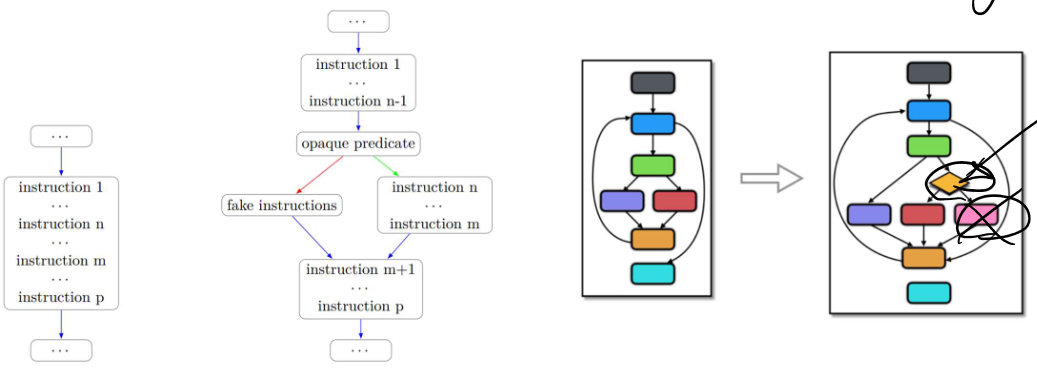 ...
instruction 1
...
instruction n
...
instruction m
...
instruction p
...
...
instruction 1
...
instruction n-1
opaque predicate
fake instructions
instruction n
...
instruction m
instruction m+1
...
instruction p
...